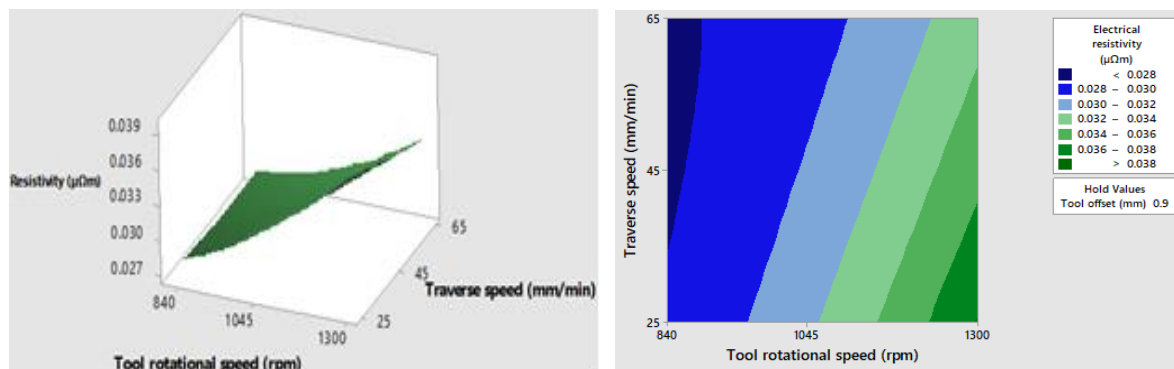 0.039
0.036
Resistivity (μΩm)
0.033
0.030
0.027
840
1045
1300
Tool rotational speed (rpm)
25
45
65
Traverse speed (mm/min)
65
45
25
Traverse speed (mm/min)
840
1045
1300
Tool rotational speed (rpm)
Electrical
resistivity
(μΩm)
< 0.028
0.028 – 0.030
0.030 – 0.032
0.032 – 0.034
0.034 – 0.036
0.036 – 0.038
> 0.038
Hold Values
Tool offset (mm) 0.9